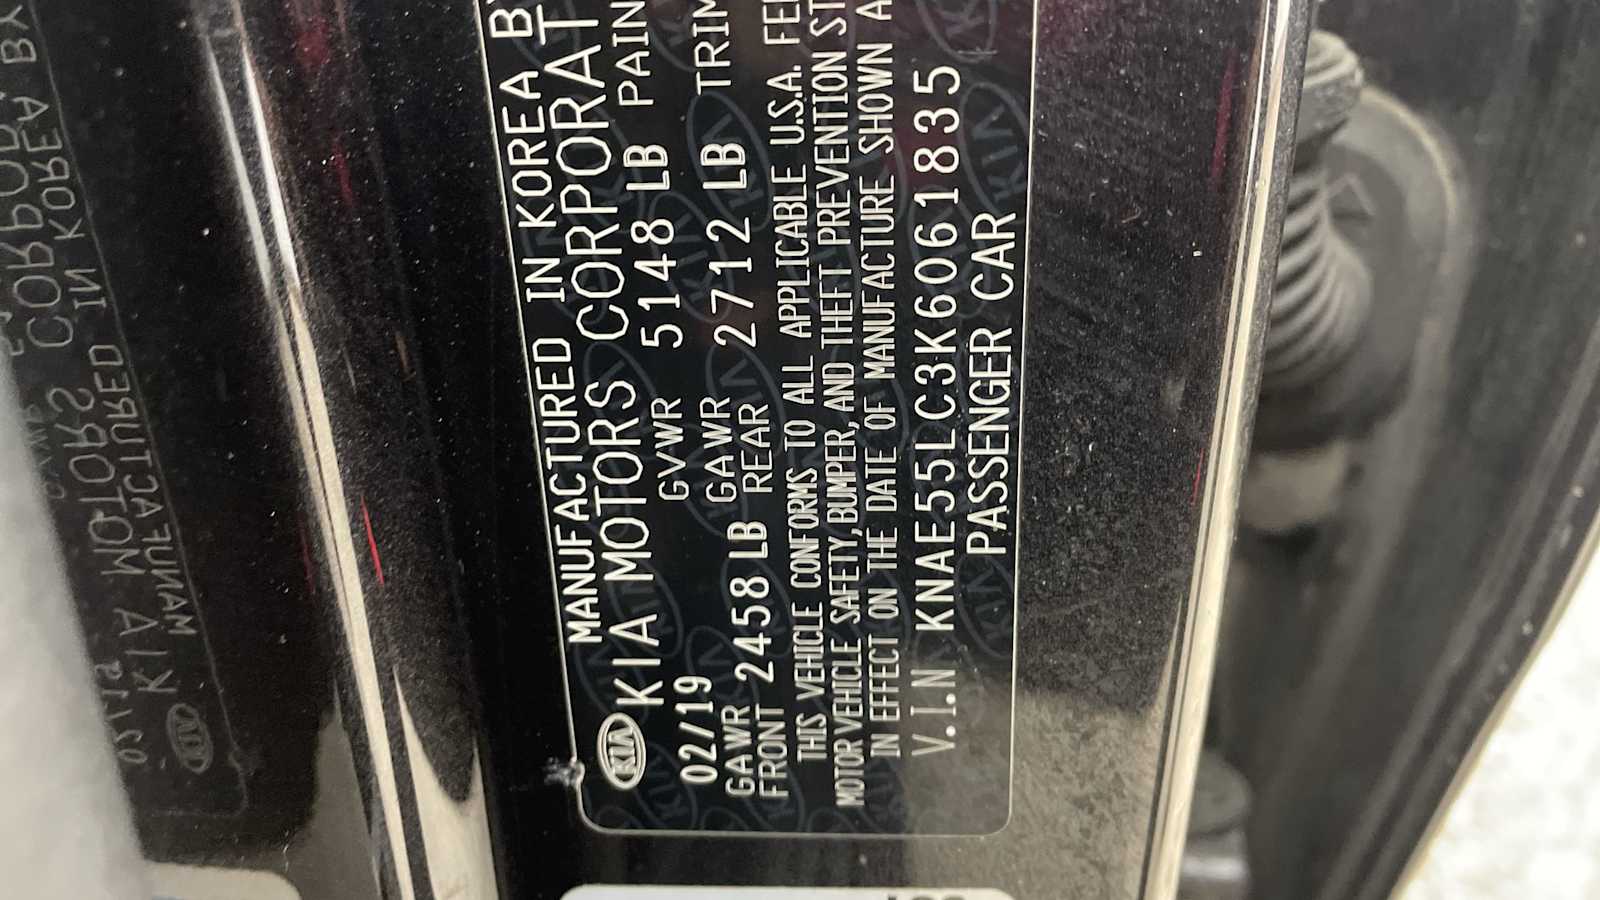 MANUFACTURED IN KOREA BY
KIA KIA MOTORS CORPORAT
02/19 GVWR 5148 LB PAIN
GAWR FRONT 2458 LB GAWR REAR 2712 LB TRIM
THIS VEHICLE CONFORMS TO ALL APPLICABLE U.S.A. FE
MOTOR VEHICLE SAFETY, BUMPER, AND THEFT PREVENTION ST
IN EFFECT ON THE DATE OF MANUFACTURE SHOWN A
V.I.N KNAE55LC3K6061835
PASSENGER CAR